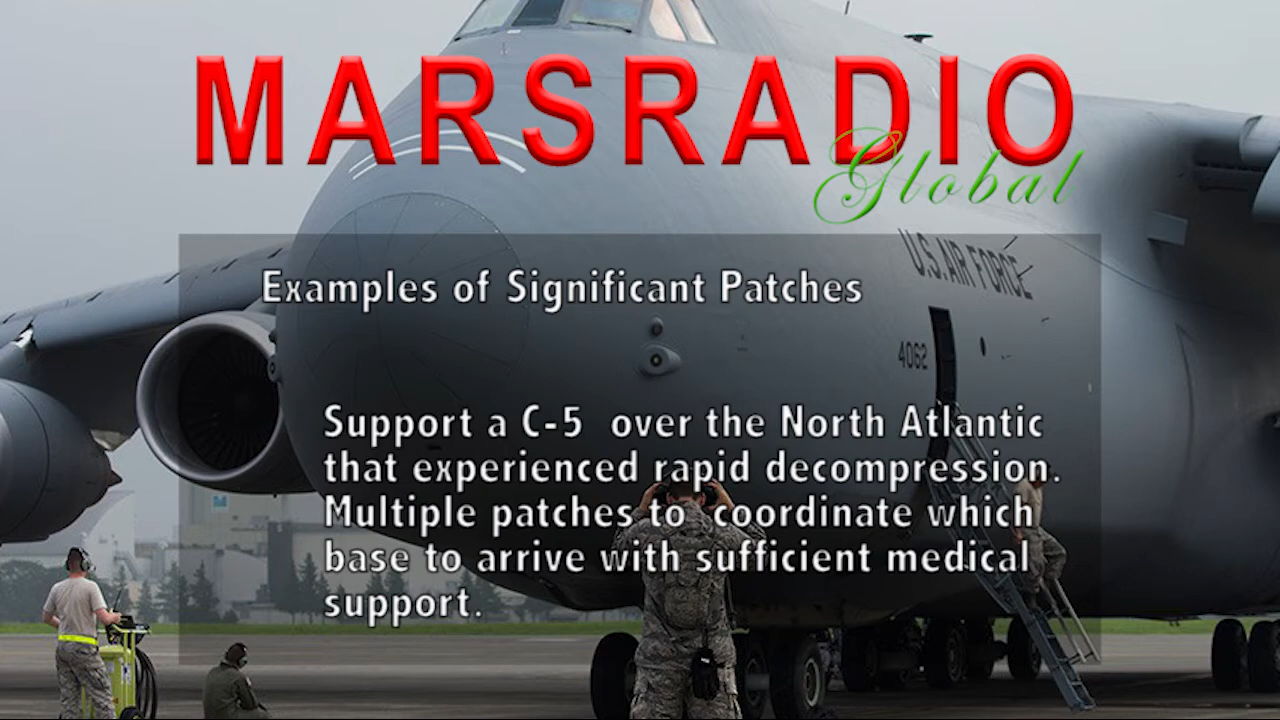 MARSRADIO
Global
U.S. AIR FORCE
Examples of Significant Patches
4062
Support a C-5  over the North Atlantic
that experienced rapid decompression.
Multiple patches to  coordinate which
base to arrive with sufficient medical
support.